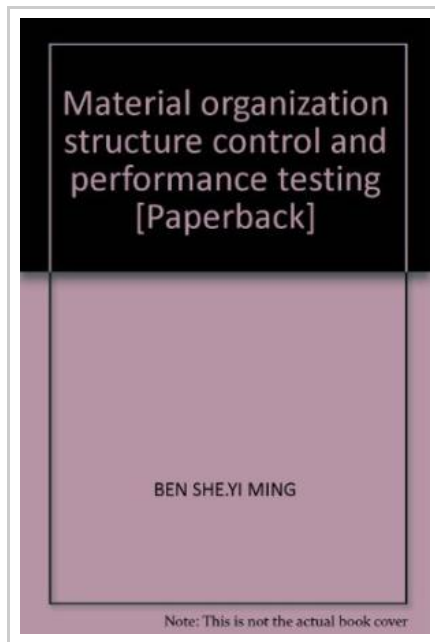 Material organization
structure control and
performance testing
[Paperback]
BEN SHE.YI MING
Note: This is not the actual book cover